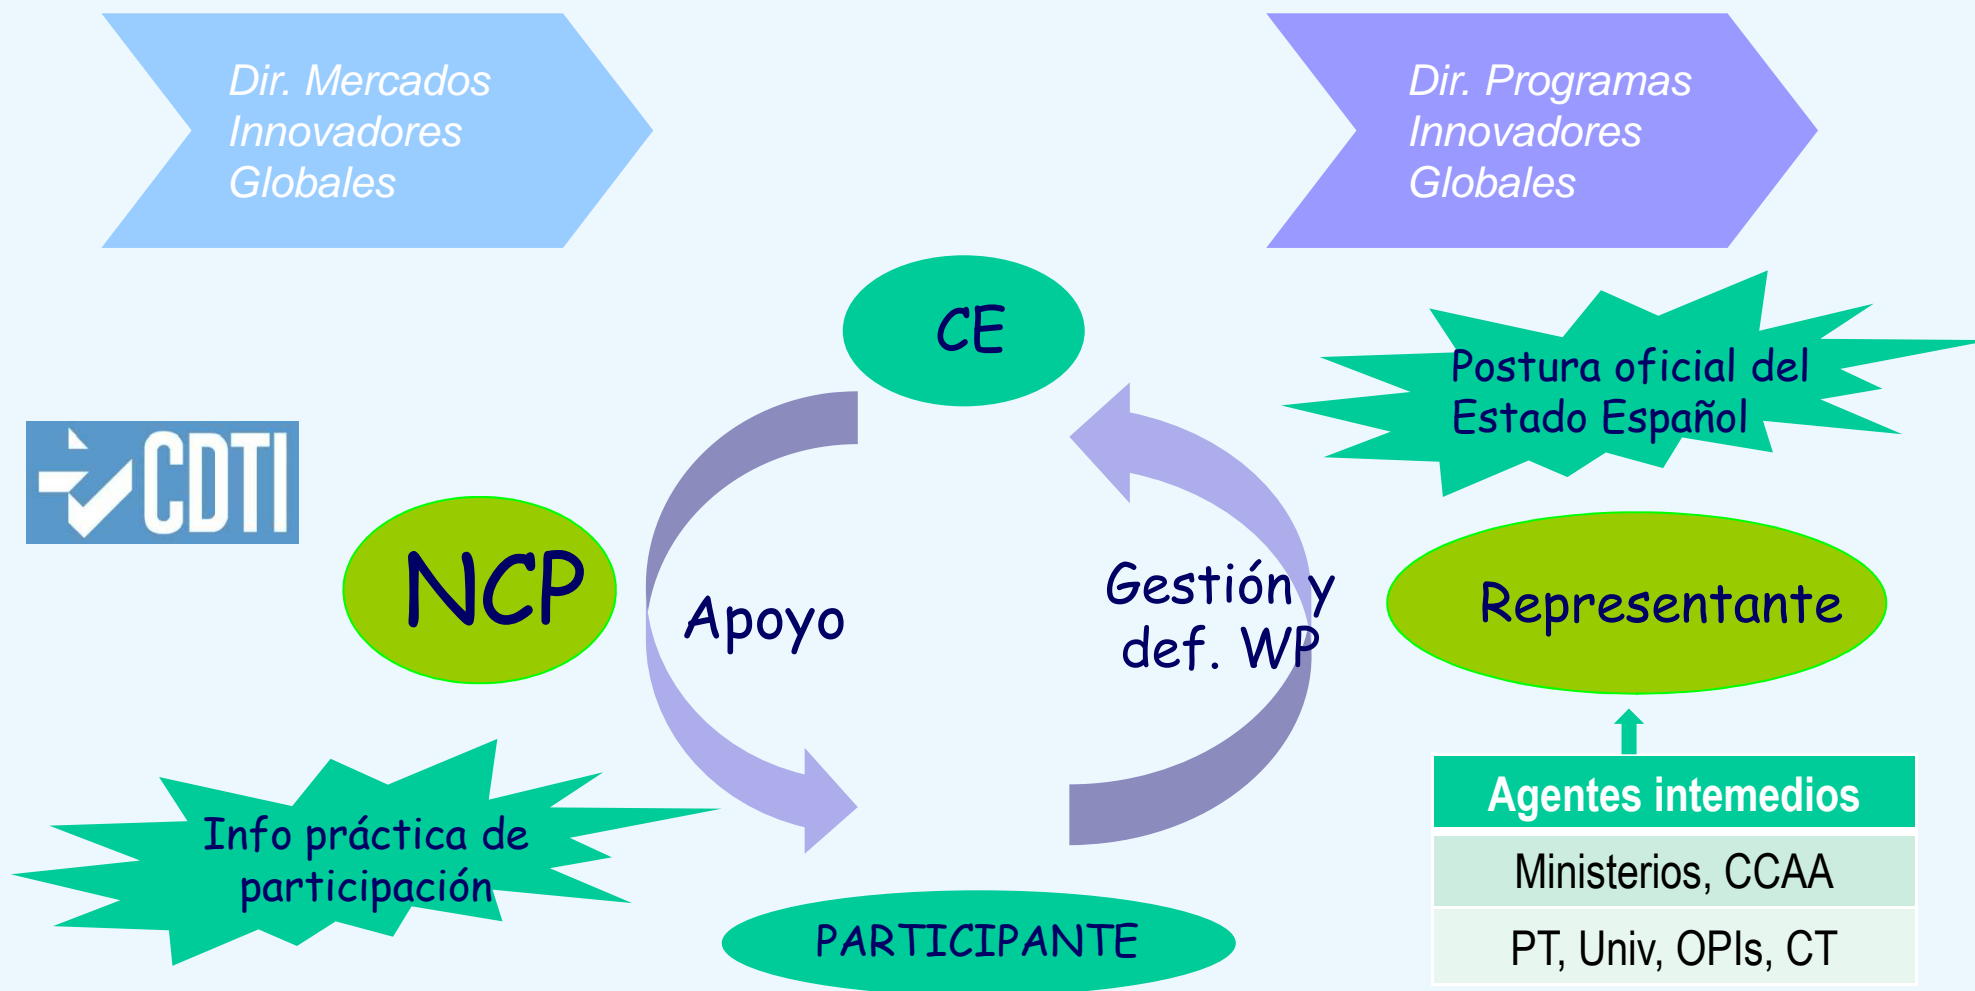 Dir. Mercados
Innovadores
Globales
Dir. Programas
Innovadores
Globales
CE
Postura oficial del
Estado Español
CDTI
NCP
Apoyo
Gestión y
def. WP
Representante
Info práctica de
participación
PARTICIPANTE
Agentes intemedios
Ministerios, CCAA
PT, Univ, OPIs, CT